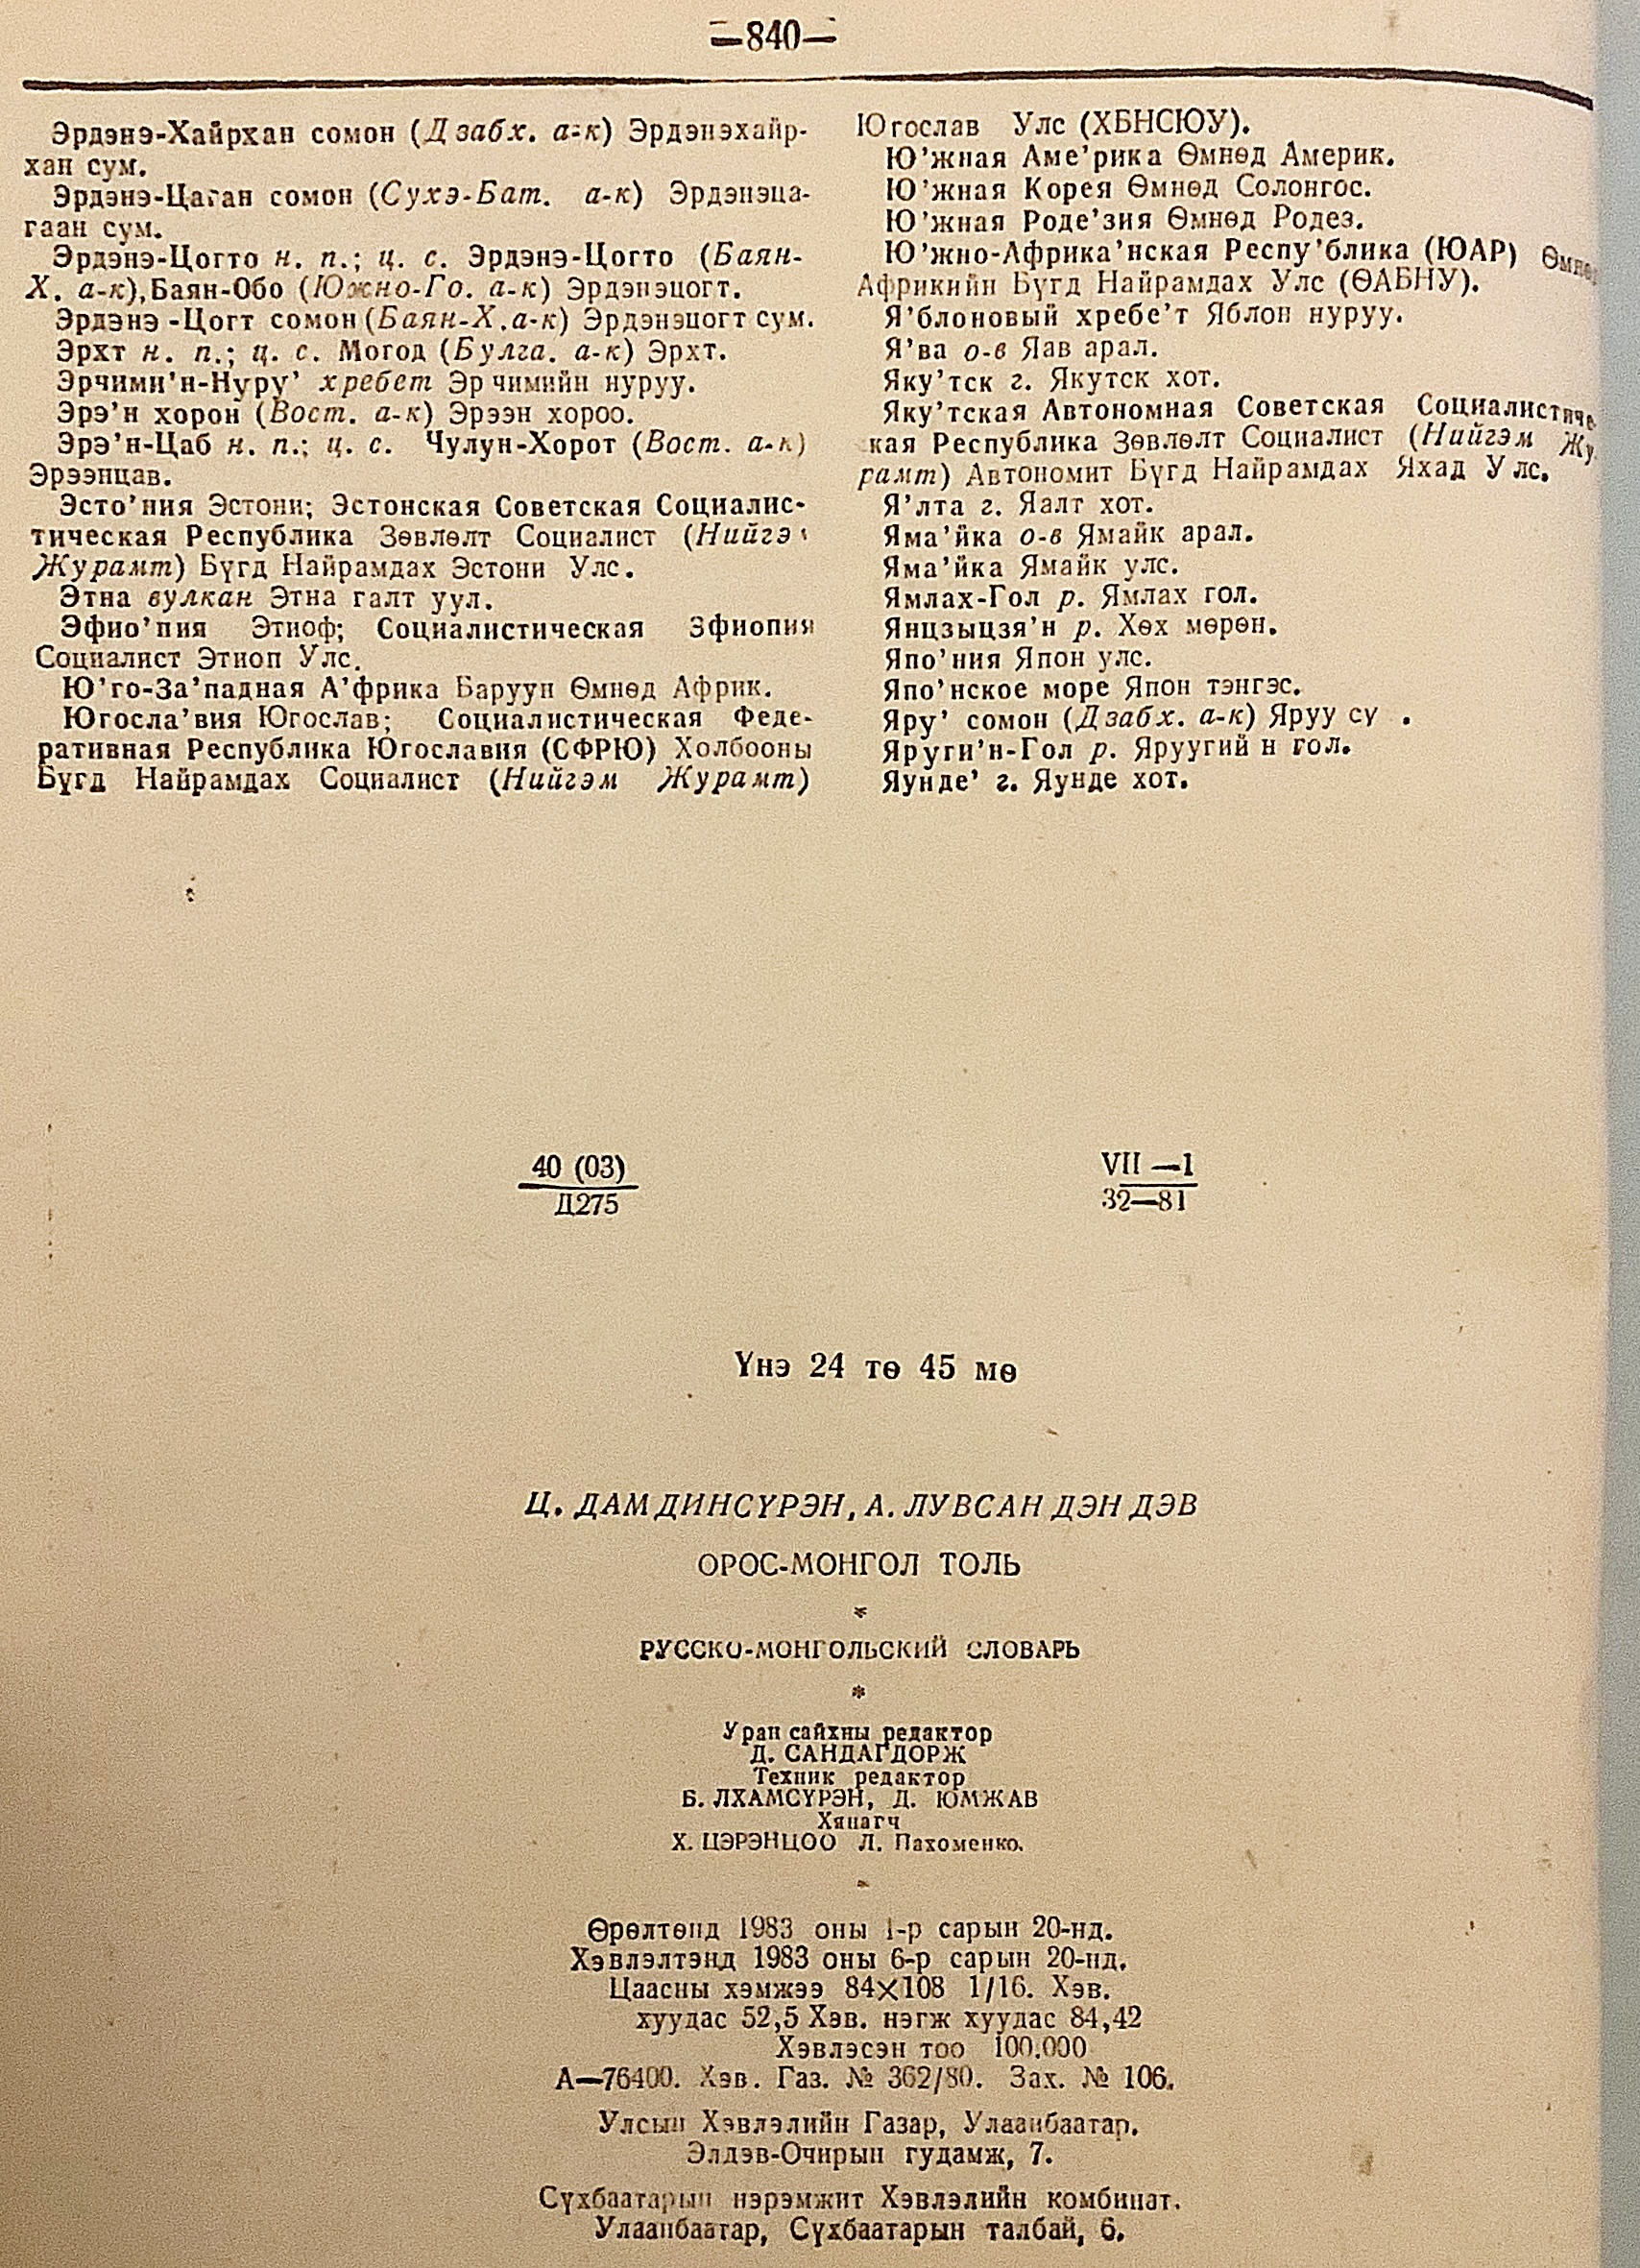 —840—
Эрдэнэ-Хайрхан сомон (Дзабх. а-к) Эрдэнэхайр-
хан сум.
Эрдэнэ-Цаган сомон (Сухэ-Бат. а-к) Эрдэнэца-
гаан сум.
Эрдэнэ-Цогто н. п.; ц. с. Эрдэнэ-Цогто (Баян-
Х. а-к), Баян-Обо (Южно-Го. а-к) Эрдэнэцогт.
Эрдэнэ-Цогт сомон (Баян-Х. а-к) Эрдэнэцогт сум.
Эрхт н. п.; ц. с. Могод (Булга. а-к) Эрхт.
Эрчими'н-Нуру' хребет Эрчимийн нуруу.
Эрэ'н хорон (Вост. а-к) Эрээн хороо.
Эрэ'н-Цаб н. п.; ц. с. Чулун-Хорот (Вост. а-к)
Эрээнцав.
Эсто'ния Эстони; Эстонская Советская Социалис-
тическая Республика Зөвлөлт Социалист (Нийгэ
Журамт) Бүгд Найрамдах Эстони Улс.
Этна вулкан Этна галт уул.
Эфио'пия Этиоф; Социалистическая Эфиопия
Социалист Этиоп Улс.
Ю'го-За'падная А'фрика Баруун Өмнөд Африк.
Югосла'вия Югослав; Социалистическая Феде-
ративная Республика Югославия (СФРЮ) Холбооны
Бүгд Найрамдах Социалист (Нийгэм Журамт)
Югослав Улс (ХБНСЮУ).
Ю'жная Аме'рика Өмнөд Америк.
Ю'жная Корея Өмнөд Солонгос.
Ю'жная Роде'зия Өмнөд Родез.
Ю'жно-Африка'нская Респу'блика (ЮАР) Өмнө
Африкийн Бүгд Найрамдах Улс (ӨАБНУ).
Я'блоновый хребе'т Яблон нуруу.
Я'ва о-в Яав арал.
Яку'тск г. Якутск хот.
Яку'тская Автономная Советская Социалистиче
кая Республика Зөвлөлт Социалист (Нийгэм Жу
рамт) Автономит Бүгд Найрамдах Яхад Улс.
Я'лта г. Яалт хот.
Яма'йка о-в Ямайк арал.
Яма'йка Ямайк улс.
Ямлах-Гол р. Ямлах гол.
Янцзыцзя'н р. Хөх мөрөн.
Япо'ния Япон улс.
Япо'нское море Япон тэнгэс.
Яру' сомон (Дзабх. а-к) Яруу су .
Яруги'н-Гол р. Яруугийн гол.
Яунде' г. Яунде хот.
40 (03) VII —1
Д275 32—81
Үнэ 24 тө 45 мө
Ц. ДАМДИНСҮРЭН, А. ЛУВСАНДЭНДЭВ
ОРОС-МОНГОЛ ТОЛЬ
*
РУССКО-МОНГОЛЬСКИЙ СЛОВАРЬ
*
Уран сайхны редактор
Д. САНДАГДОРЖ
Техник редактор
Б. ЛХАМСҮРЭН, Д. ЮМЖАВ
Хянагч
Х. ЦЭРЭНЦОО Л. Пахоменко.
Өрөлтөнд 1983 оны 1-р сарын 20-нд.
Хэвлэлтэнд 1983 оны 6-р сарын 20-нд.
Цаасны хэмжээ 84×108 1/16. Хэв.
хуудас 52,5 Хэв. нэгж хуудас 84,42
Хэвлэсэн тоо 100.000
А—76400. Хэв. Газ. № 362/80. Зах. № 106.
Улсын Хэвлэлийн Газар, Улаанбаатар.
Элдэв-Очирын гудамж, 7.
Сүхбаатарын нэрэмжит Хэвлэлийн комбинат.
Улаанбаатар, Сүхбаатарын талбай, 6.